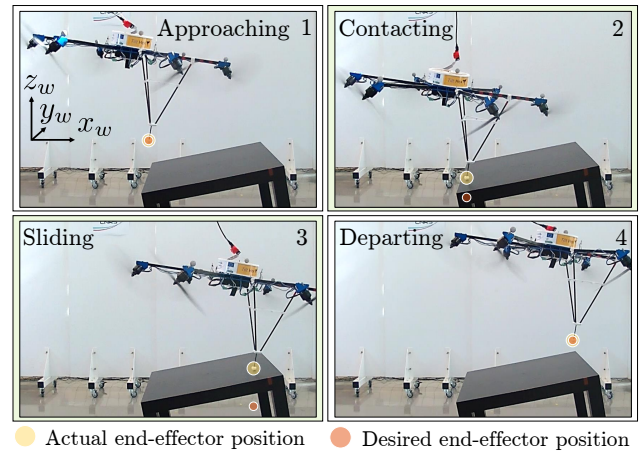 Approaching 1
z_w
y_w
x_w
Contacting 2
Sliding 3
Departing 4
Actual end-effector position
Desired end-effector position